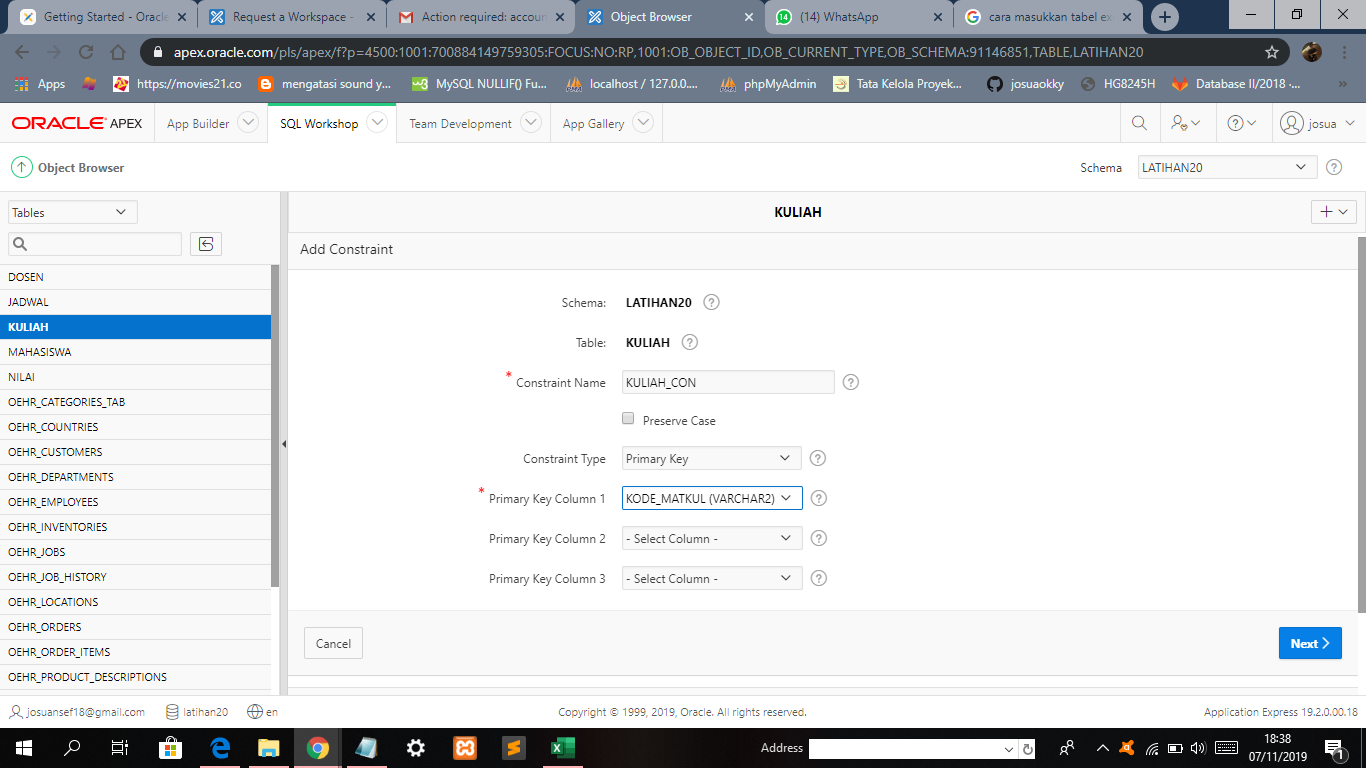 Getting Started - Oracle
Request a Workspace -
Action required: accoun
Object Browser
(14) WhatsApp
cara masukkan tabel ex
apex.oracle.com/pls/apex/f?p=4500:1001:700884149759305:FOCUS:NO:RP,1001:OB_OBJECT_ID,OB_CURRENT_TYPE,OB_SCHEMA:91146851,TABLE,LATIHAN20
Apps https://movies21.co mengatasi sound y... MySQL NULLIF() Fu... localhost / 127.0.0.... phpMyAdmin Tata Kelola Proyek... josuaokky HG8245H Database II/2018 -... »
ORACLE APEX App Builder SQL Workshop Team Development App Gallery josua
Object Browser
Schema LATIHAN20
Tables
KULIAH
DOSEN
JADWAL
KULIAH
MAHASISWA
NILAI
OEHR_CATEGORIES_TAB
OEHR_COUNTRIES
OEHR_CUSTOMERS
OEHR_DEPARTMENTS
OEHR_EMPLOYEES
OEHR_INVENTORIES
OEHR_JOBS
OEHR_JOB_HISTORY
OEHR_LOCATIONS
OEHR_ORDERS
OEHR_ORDER_ITEMS
OEHR_PRODUCT_DESCRIPTIONS
Add Constraint
Schema: LATIHAN20
Table: KULIAH
* Constraint Name KULIAH_CON
Preserve Case
Constraint Type Primary Key
* Primary Key Column 1 KODE_MATKUL (VARCHAR2)
Primary Key Column 2 - Select Column -
Primary Key Column 3 - Select Column -
Cancel
Next
josuansef18@gmail.com latihan20 en
Copyright © 1999, 2019, Oracle. All rights reserved.
Application Express 19.2.0.00.18
Address
18:38
07/11/2019
1